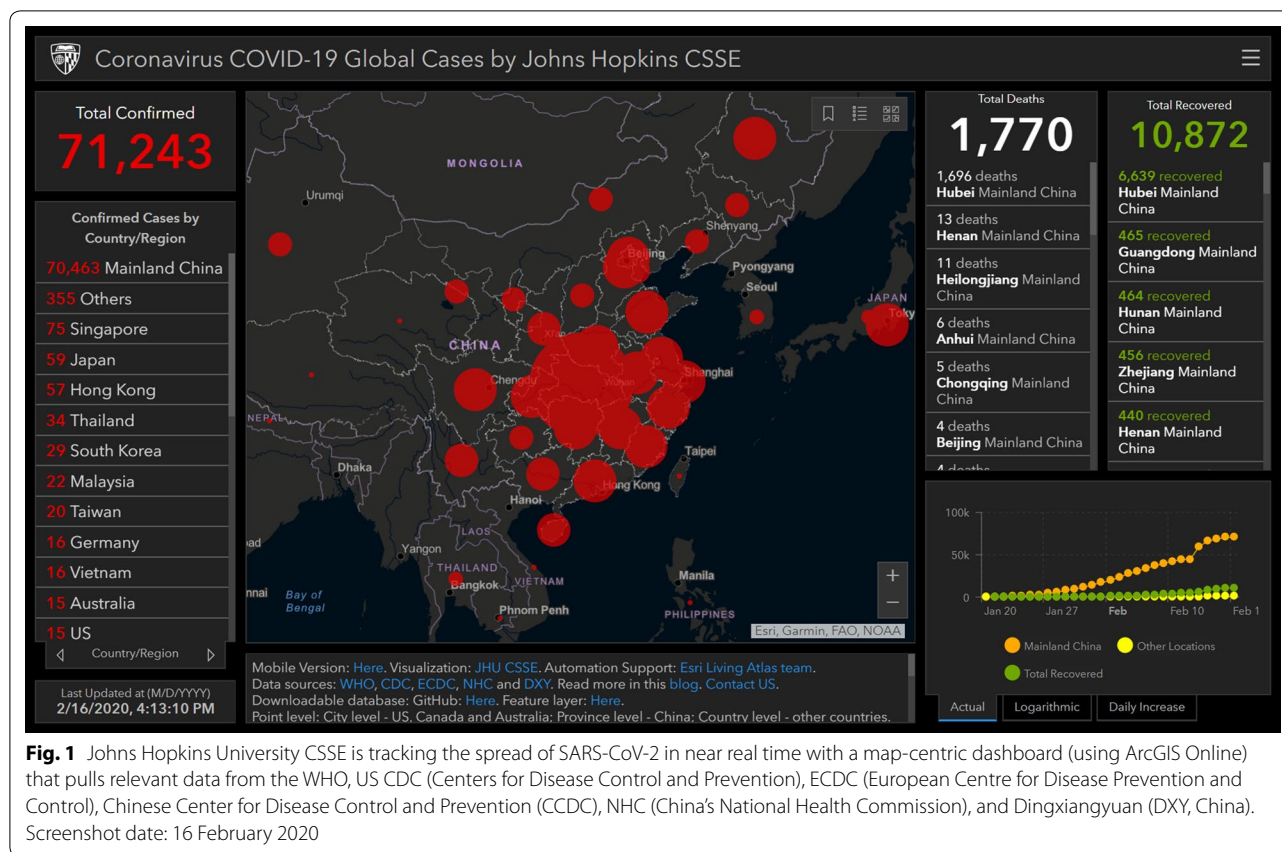 Coronavirus COVID-19 Global Cases by Johns Hopkins CSSE
Total Confirmed
71,243
Confirmed Cases by
Country/Region
70,463 Mainland China
355 Others
75 Singapore
59 Japan
57 Hong Kong
34 Thailand
29 South Korea
22 Malaysia
20 Taiwan
16 Germany
16 Vietnam
15 Australia
15 US
Country/Region
Last Updated at (M/D/YYYY)
2/16/2020, 4:13:10 PM
MONGOLIA
Urumqi
Shenyang
Beijing
Pyongyang
Seoul
JAPAN
Toky
Xi'an
CHINA
Chengdu
Wuhan
Shanghai
NEPAL
Dhaka
Taipei
Hong Kong
Hanoi
LAOS
Yangon
THAILAND
VIETNAM
Bangkok
Manila
nnai
Bay of
Bengal
Phnom Penh
PHILIPPINES
+
−
Esri, Garmin, FAO, NOAA
Mobile Version: Here. Visualization: JHU CSSE. Automation Support: Esri Living Atlas team.
Data sources: WHO, CDC, ECDC, NHC and DXY. Read more in this blog. Contact US.
Downloadable database: GitHub: Here. Feature layer: Here.
Point level: City level - US, Canada and Australia; Province level - China; Country level - other countries.
Total Deaths
1,770
1,696 deaths
Hubei Mainland China
13 deaths
Henan Mainland China
11 deaths
Heilongjiang Mainland
China
6 deaths
Anhui Mainland China
5 deaths
Chongqing Mainland
China
4 deaths
Beijing Mainland China
4 deaths
Total Recovered
10,872
6,639 recovered
Hubei Mainland
China
465 recovered
Guangdong Mainland
China
464 recovered
Hunan Mainland
China
456 recovered
Zhejiang Mainland
China
440 recovered
Henan Mainland
China
100k
50k
0
Jan 20 Jan 27 Feb Feb 10 Feb 1
Mainland China Other Locations
Total Recovered
Actual Logarithmic Daily Increase
Fig. 1 Johns Hopkins University CSSE is tracking the spread of SARS-CoV-2 in near real time with a map-centric dashboard (using ArcGIS Online)
that pulls relevant data from the WHO, US CDC (Centers for Disease Control and Prevention), ECDC (European Centre for Disease Prevention and
Control), Chinese Center for Disease Control and Prevention (CCDC), NHC (China's National Health Commission), and Dingxiangyuan (DXY, China).
Screenshot date: 16 February 2020